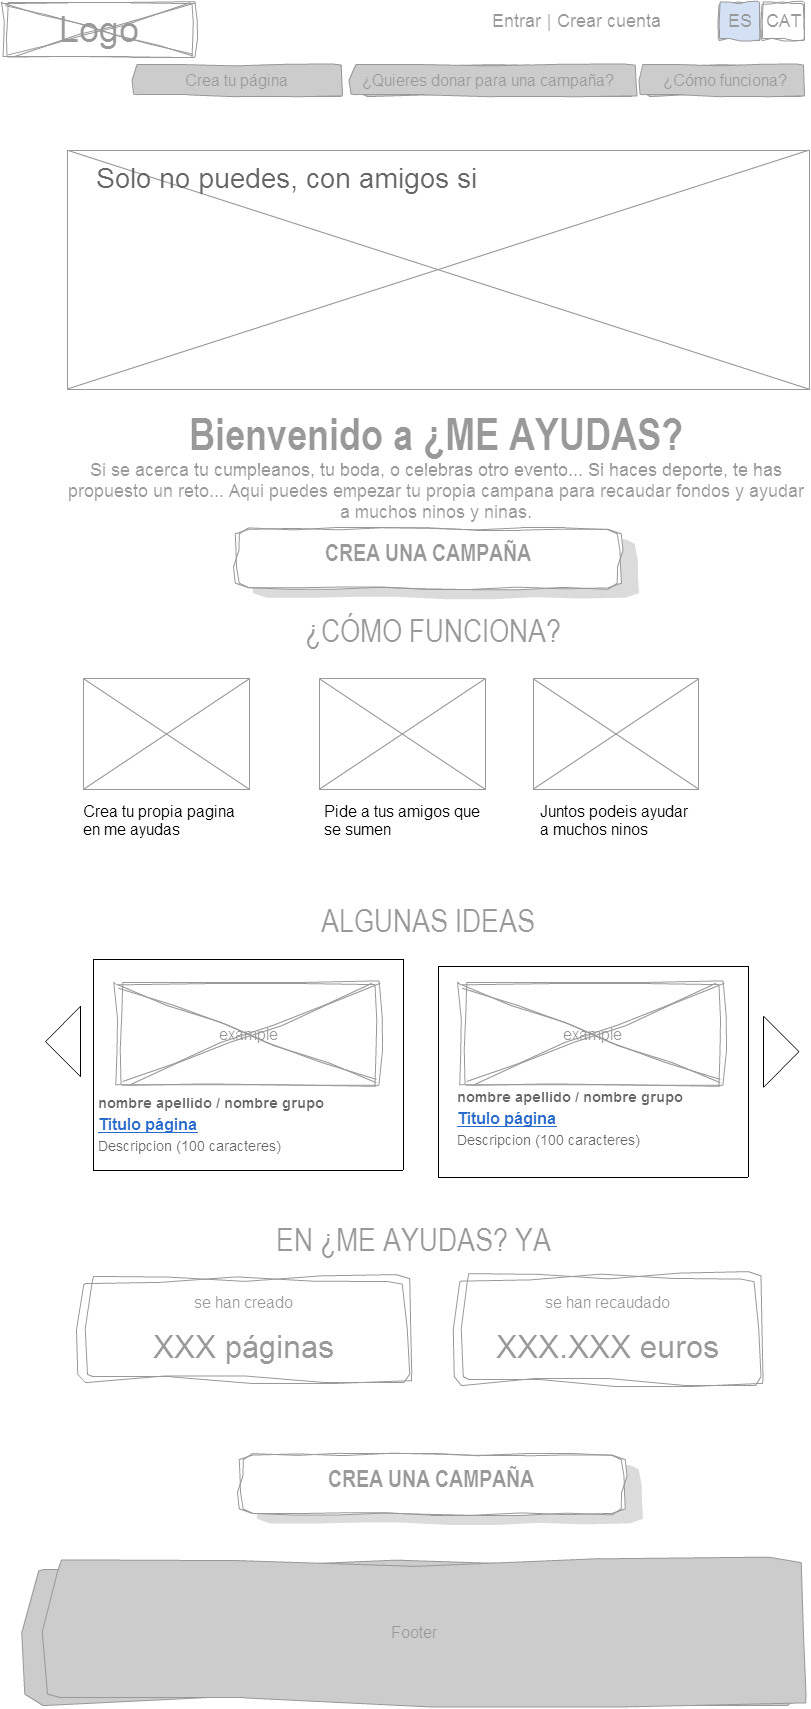 Logo
Entrar | Crear cuenta
ES
CAT
Crea tu página
¿Quieres donar para una campaña?
¿Cómo funciona?
Solo no puedes, con amigos si
Bienvenido a ¿ME AYUDAS?
Si se acerca tu cumpleanos, tu boda, o celebras otro evento... Si haces deporte, te has
propuesto un reto... Aqui puedes empezar tu propia campana para recaudar fondos y ayudar
a muchos ninos y ninas.
CREA UNA CAMPAÑA
¿CÓMO FUNCIONA?
Crea tu propia pagina
en me ayudas
Pide a tus amigos que
se sumen
Juntos podeis ayudar
a muchos ninos
ALGUNAS IDEAS
example
nombre apellido / nombre grupo
Titulo página
Descripcion (100 caracteres)
example
nombre apellido / nombre grupo
Titulo página
Descripcion (100 caracteres)
EN ¿ME AYUDAS? YA
se han creado
XXX páginas
se han recaudado
XXX.XXX euros
CREA UNA CAMPAÑA
Footer